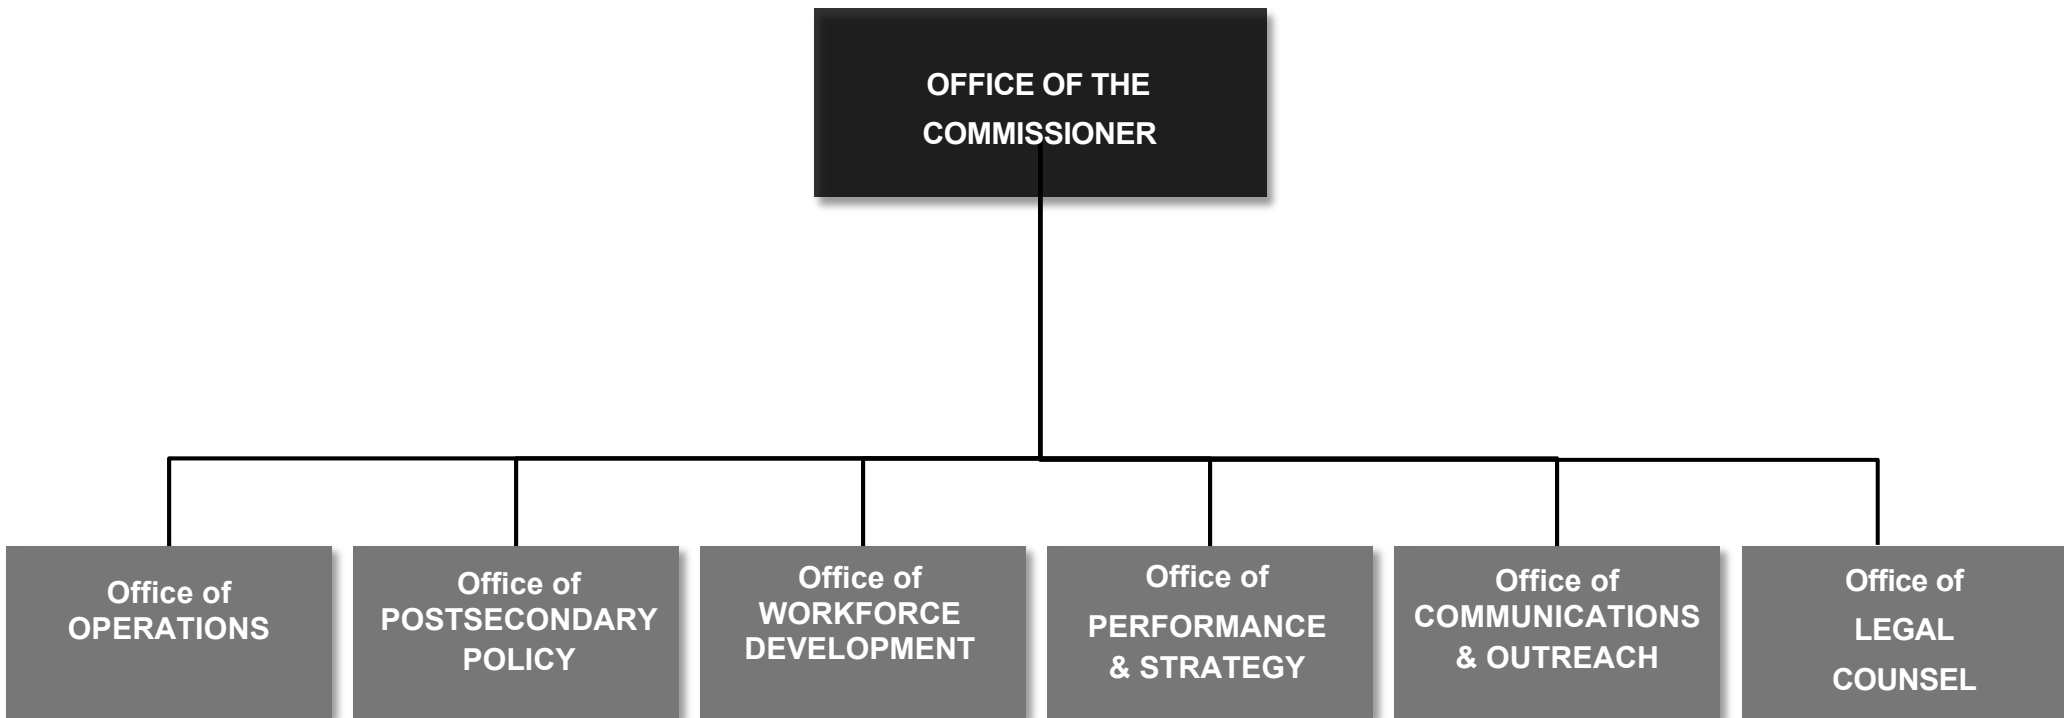 OFFICE OF THE
COMMISSIONER
Office of
OPERATIONS
Office of
POSTSECONDARY
POLICY
Office of
WORKFORCE
DEVELOPMENT
Office of
PERFORMANCE
& STRATEGY
Office of
COMMUNICATIONS
& OUTREACH
Office of
LEGAL
COUNSEL